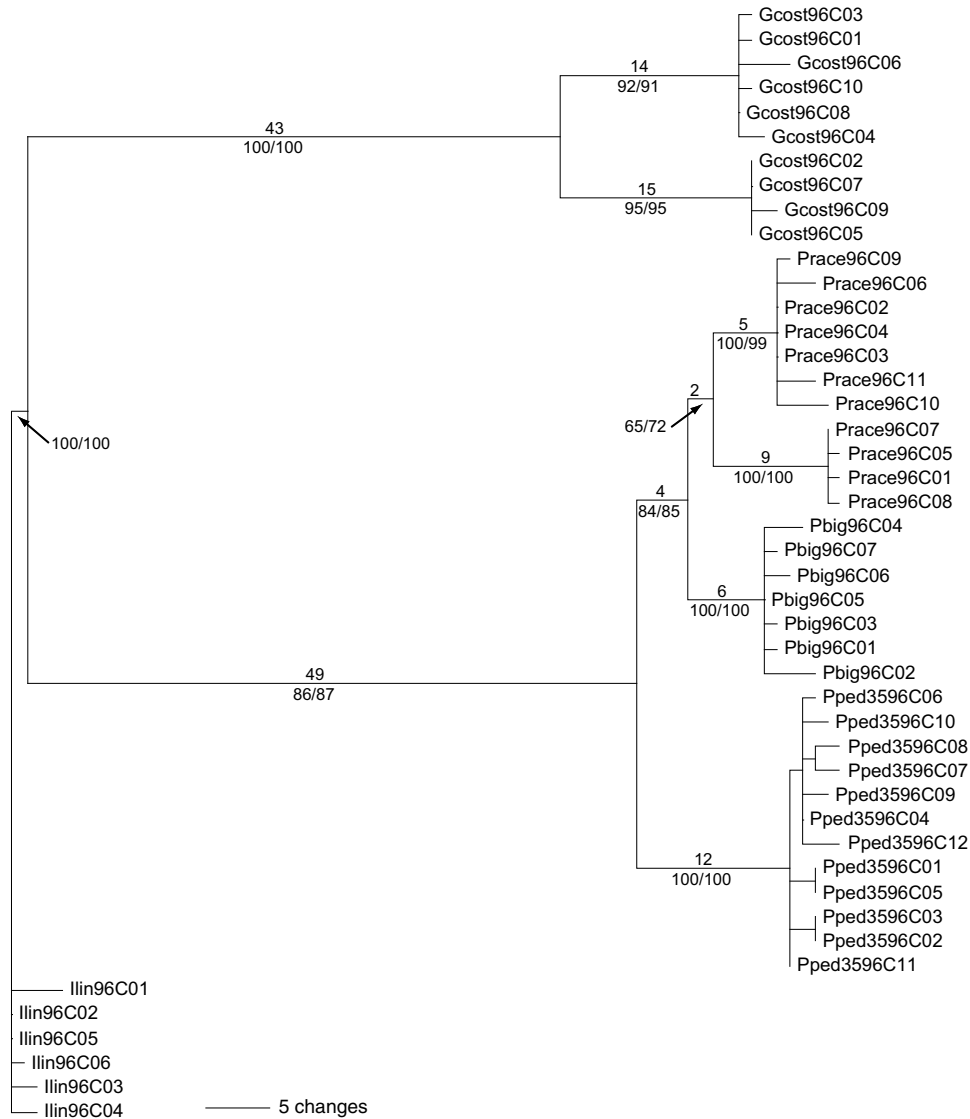 Gcost96C03
Gcost96C01
14
Gcost96C06
92/91
Gcost96C10
Gcost96C08
43
Gcost96C04
100/100
Gcost96C02
15
Gcost96C07
95/95
Gcost96C09
Gcost96C05
Prace96C09
Prace96C06
Prace96C02
5
Prace96C04
100/99
Prace96C03
Prace96C11
2
Prace96C10
65/72
Prace96C07
100/100
Prace96C05
9
Prace96C01
100/100
Prace96C08
4
84/85
Pbig96C04
Pbig96C07
Pbig96C06
6
Pbig96C05
100/100
Pbig96C03
Pbig96C01
49
Pbig96C02
86/87
Pped3596C06
Pped3596C10
Pped3596C08
Pped3596C07
Pped3596C09
Pped3596C04
Pped3596C12
12
Pped3596C01
100/100
Pped3596C05
Pped3596C03
Pped3596C02
Pped3596C11
Ilin96C01
Ilin96C02
Ilin96C05
Ilin96C06
Ilin96C03
Ilin96C04
5 changes